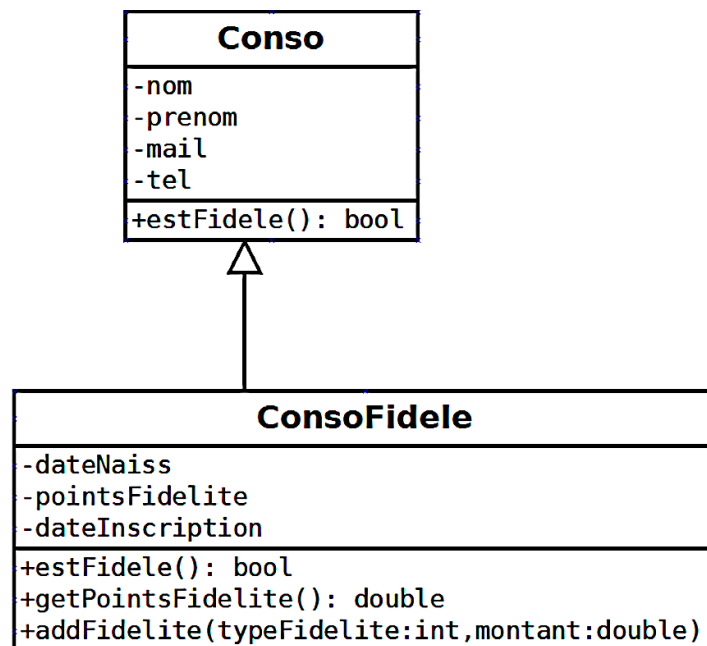 Conso
-nom
-prenom
-mail
-tel
+estFidele(): bool
ConsoFidele
-dateNaiss
-pointsFidelite
-dateInscription
+estFidele(): bool
+getPointsFidelite(): double
+addFidelite(typeFidelite:int,montant:double)